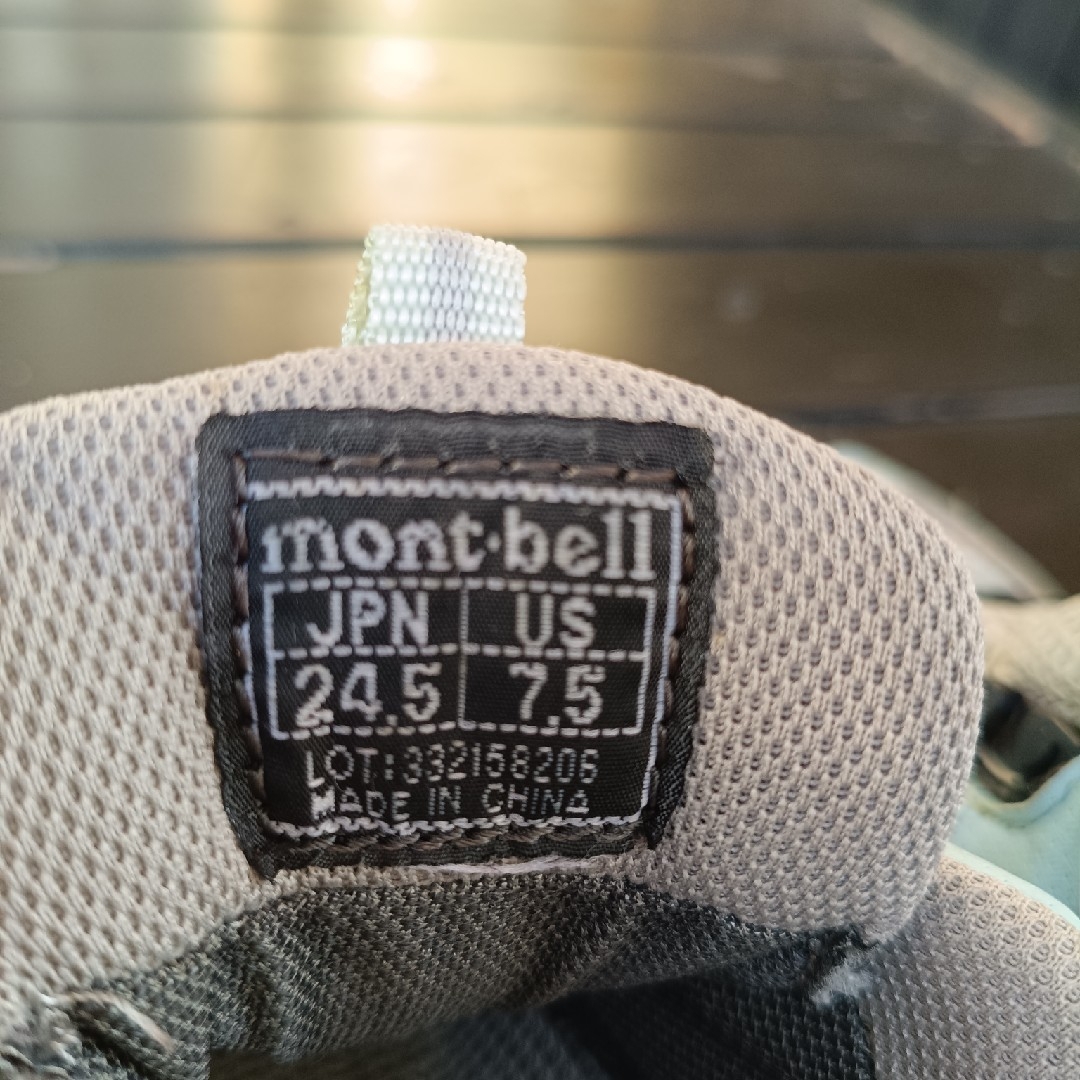 mont·bell
JPN US
24.5 7.5
LOT:332158206
MADE IN CHINA